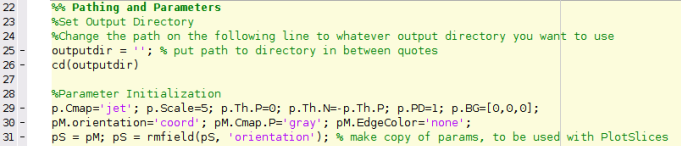 22 %% Pathing and Parameters
23 %Set Output Directory
24 %Change the path on the following line to whatever output directory you want to use
25 - outputdir = ''; % put path to directory in between quotes
26 - cd(outputdir)
27
28 %Parameter Initialization
29 - p.Cmap='jet'; p.Scale=5; p.Th.P=0; p.Th.N=-p.Th.P; p.PD=1; p.BG=[0,0,0];
30 - pM.orientation='coord'; pM.Cmap.P='gray'; pM.EdgeColor='none';
31 - pS = pM; pS = rmfield(pS, 'orientation'); % make copy of params, to be used with PlotSlices